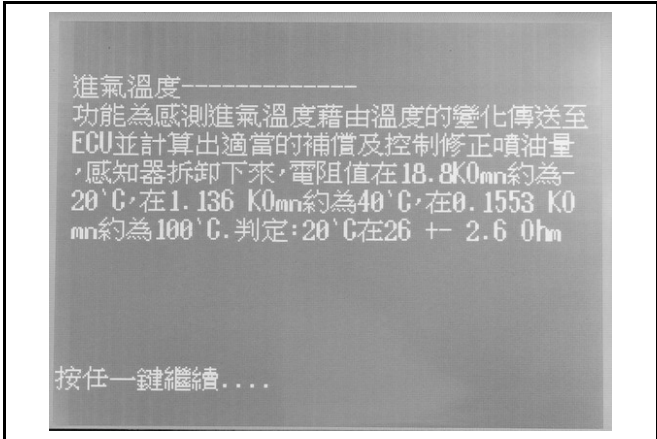 進氣溫度-------------
功能為感測進氣溫度藉由溫度的變化傳送至
ECU並計算出適當的補償及控制修正噴油量
,感知器拆卸下來,電阻值在18.8KOmn約為-
20`C,在1.136 KOmn約為40`C,在0.1553 KO
mn約為100`C.判定:20`C在26 +- 2.6 Ohm
按任一鍵繼續....